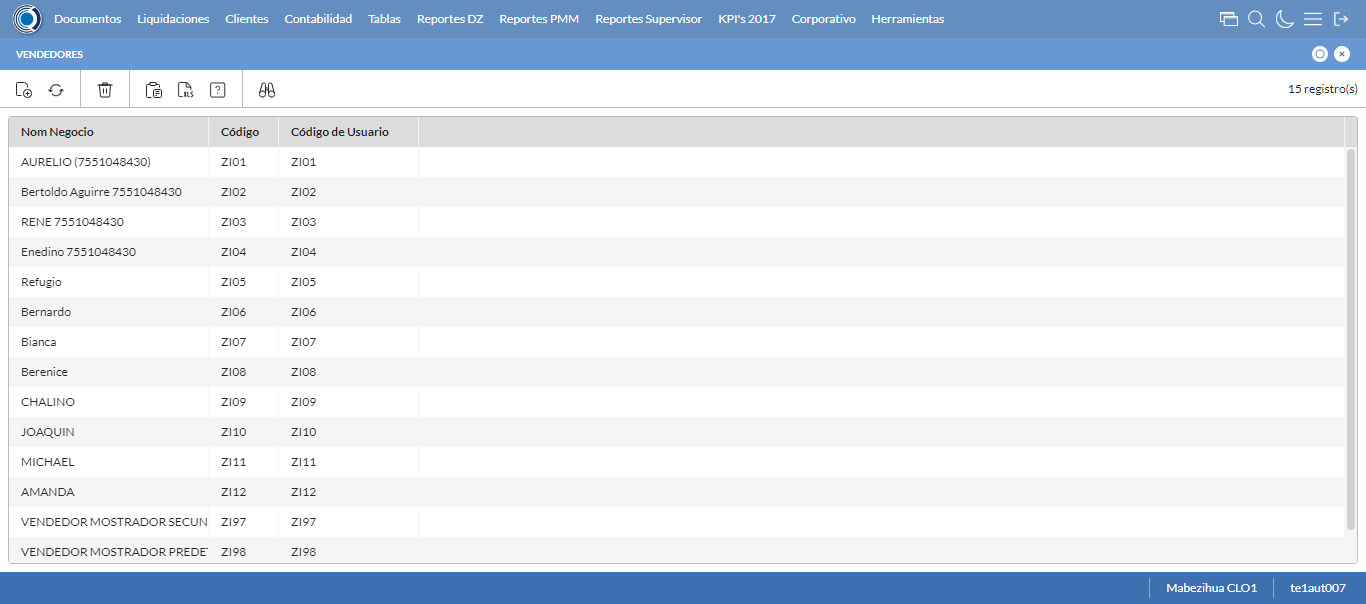 Documentos Liquidaciones Clientes Contabilidad Tablas Reportes DZ Reportes PMM Reportes Supervisor KPI's 2017 Corporativo Herramientas
VENDEDORES
XLS ? 15 registro(s)
Nom Negocio Código Código de Usuario
AURELIO (7551048430) ZI01 ZI01
Bertoldo Aguirre 7551048430 ZI02 ZI02
RENE 7551048430 ZI03 ZI03
Enedino 7551048430 ZI04 ZI04
Refugio ZI05 ZI05
Bernardo ZI06 ZI06
Bianca ZI07 ZI07
Berenice ZI08 ZI08
CHALINO ZI09 ZI09
JOAQUIN ZI10 ZI10
MICHAEL ZI11 ZI11
AMANDA ZI12 ZI12
VENDEDOR MOSTRADOR SECUN ZI97 ZI97
VENDEDOR MOSTRADOR PREDE ZI98 ZI98
Mabezihua CLO1 te1aut007